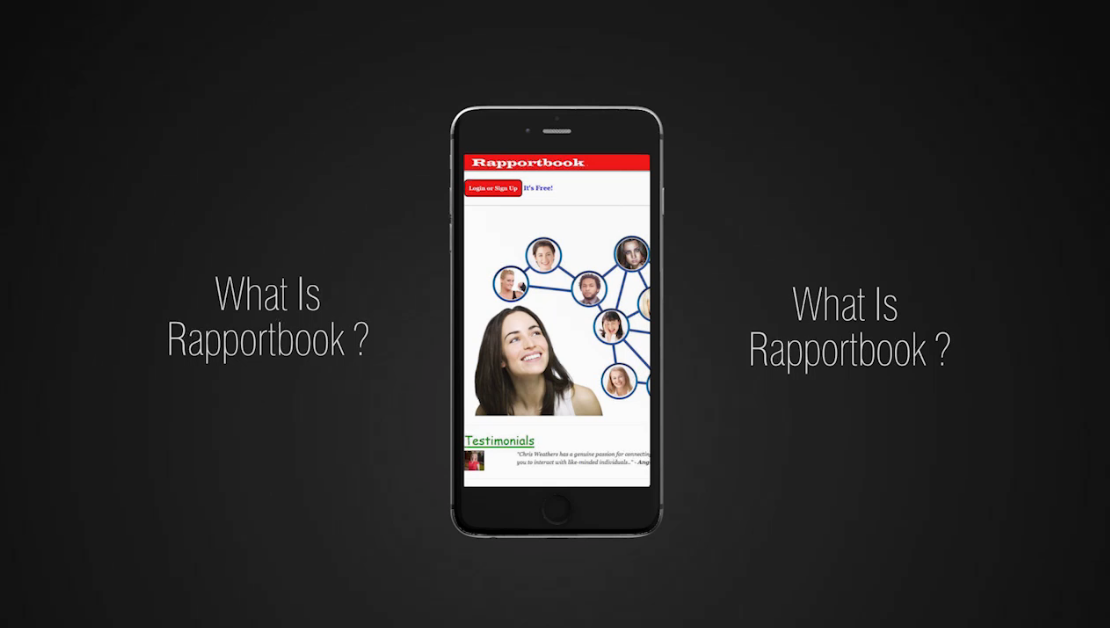 What Is
Rapportbook ?
Rapportbook
Login or Sign Up It's Free!
Testimonials
"Chris Weathers has a genuine passion for connecting
you to interact with like-minded individuals.." - Ang
What Is
Rapportbook ?